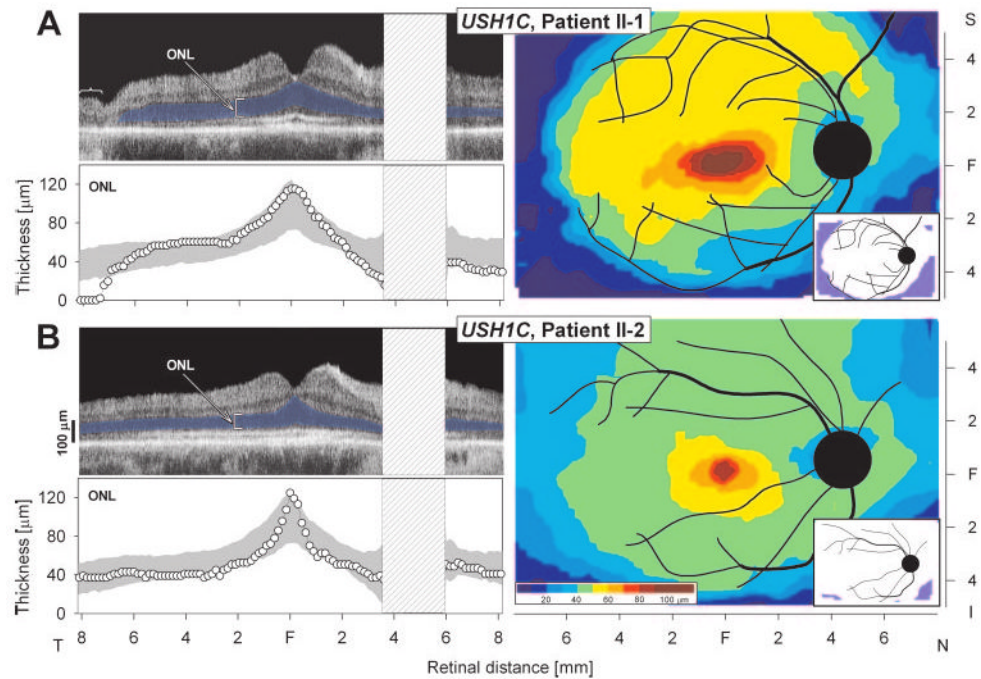 A
USH1C, Patient II-1
ONL
ONL
Thickness [µm]
120
80
40
0
S
4
2
F
2
4
B
USH1C, Patient II-2
ONL
100 µm
ONL
Thickness [µm]
120
80
40
0
8 6 4 2 F 2 4 6 8
T
20 40 60 80 100 µm
4
2
F
2
4
I
6 4 2 F 2 4 6
N
Retinal distance [mm]